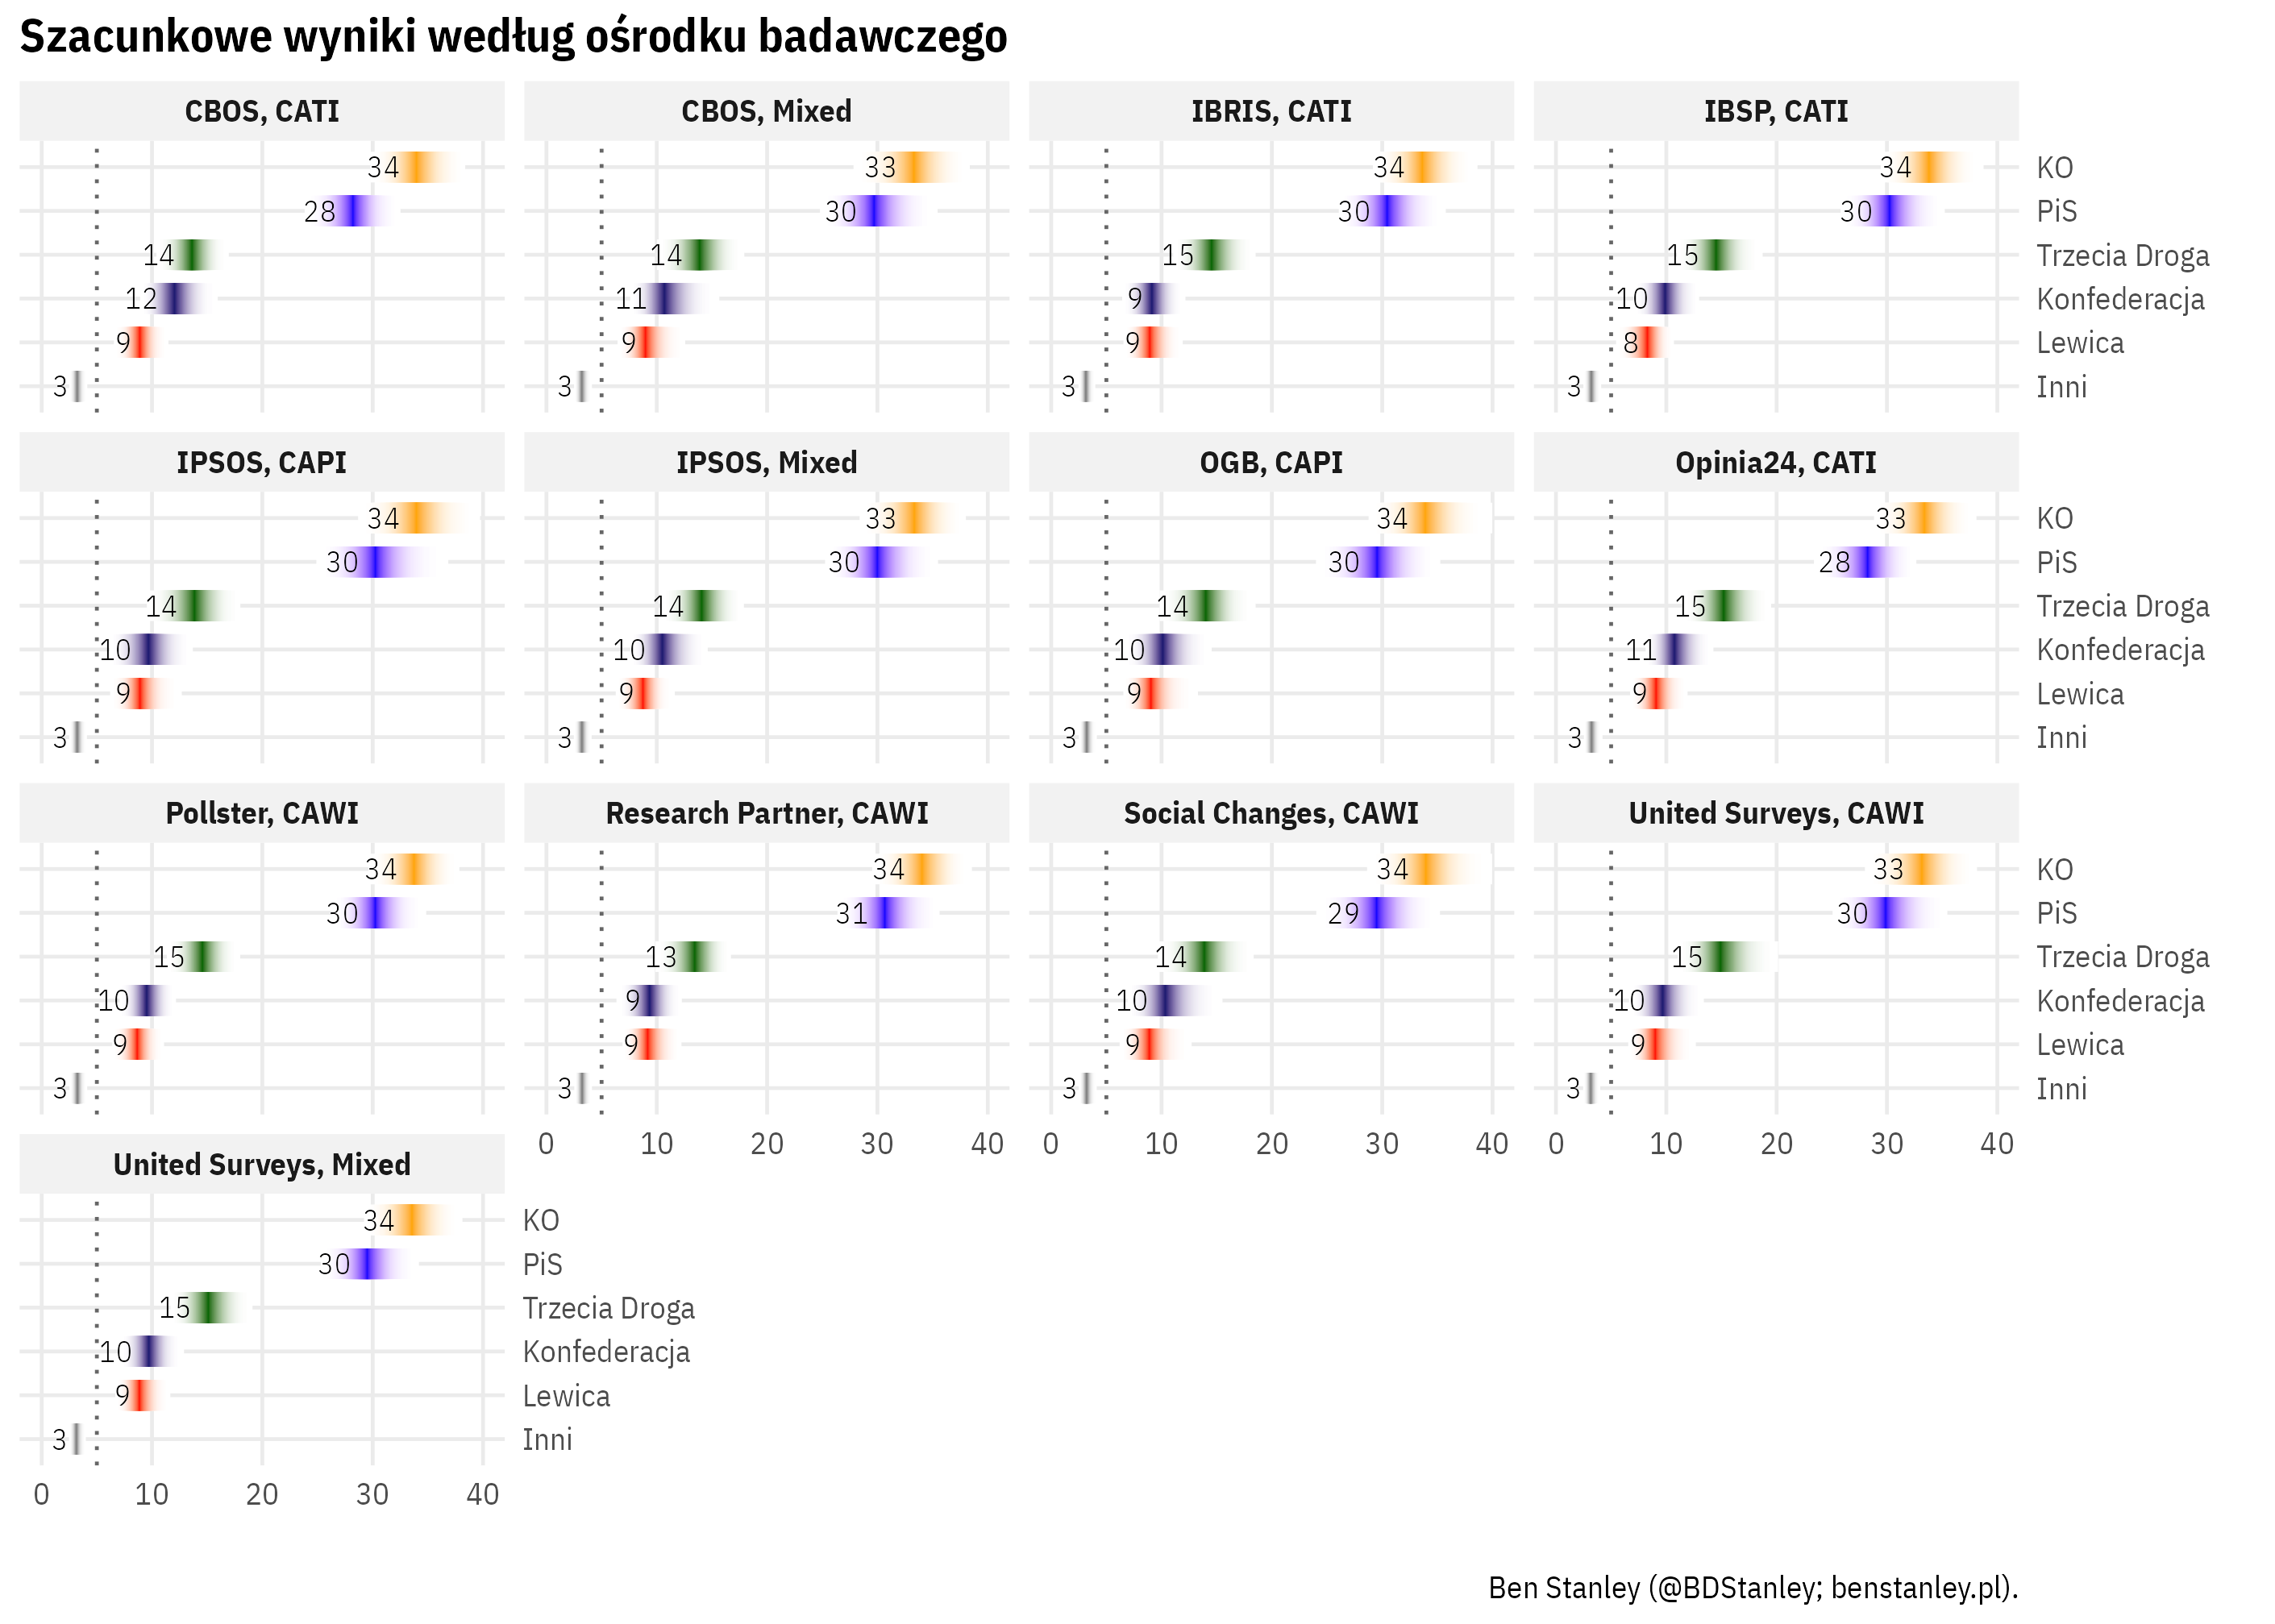 Szacunkowe wyniki według ośrodku badawczego
CBOS, CATI
CBOS, Mixed
IBRIS, CATI
IBSP, CATI
34 33 34 34 KO
28 30 30 30 PiS
14 14 15 15 Trzecia Droga
12 11 9 10 Konfederacja
9 9 9 8 Lewica
3 3 3 3 Inni
IPSOS, CAPI
IPSOS, Mixed
OGB, CAPI
Opinia24, CATI
34 33 34 33 KO
30 30 30 28 PiS
14 14 14 15 Trzecia Droga
10 10 10 11 Konfederacja
9 9 9 9 Lewica
3 3 3 3 Inni
Pollster, CAWI
Research Partner, CAWI
Social Changes, CAWI
United Surveys, CAWI
34 34 34 33 KO
30 31 29 30 PiS
15 13 14 15 Trzecia Droga
10 9 10 10 Konfederacja
9 9 9 9 Lewica
3 3 3 3 Inni
0 10 20 30 40 0 10 20 30 40 0 10 20 30 40
United Surveys, Mixed
34 KO
30 PiS
15 Trzecia Droga
10 Konfederacja
9 Lewica
3 Inni
0 10 20 30 40
Ben Stanley (@BDStanley; benstanley.pl).